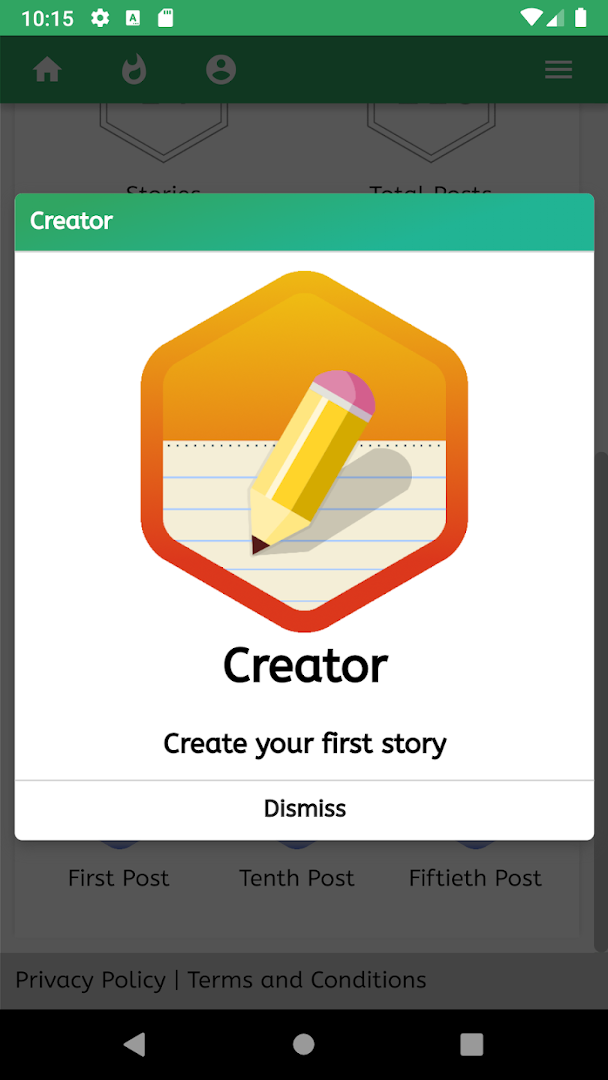 10:15
Stories
Total Posts
Creator
Creator
Create your first story
Dismiss
First Post
Tenth Post
Fiftieth Post
Privacy Policy | Terms and Conditions